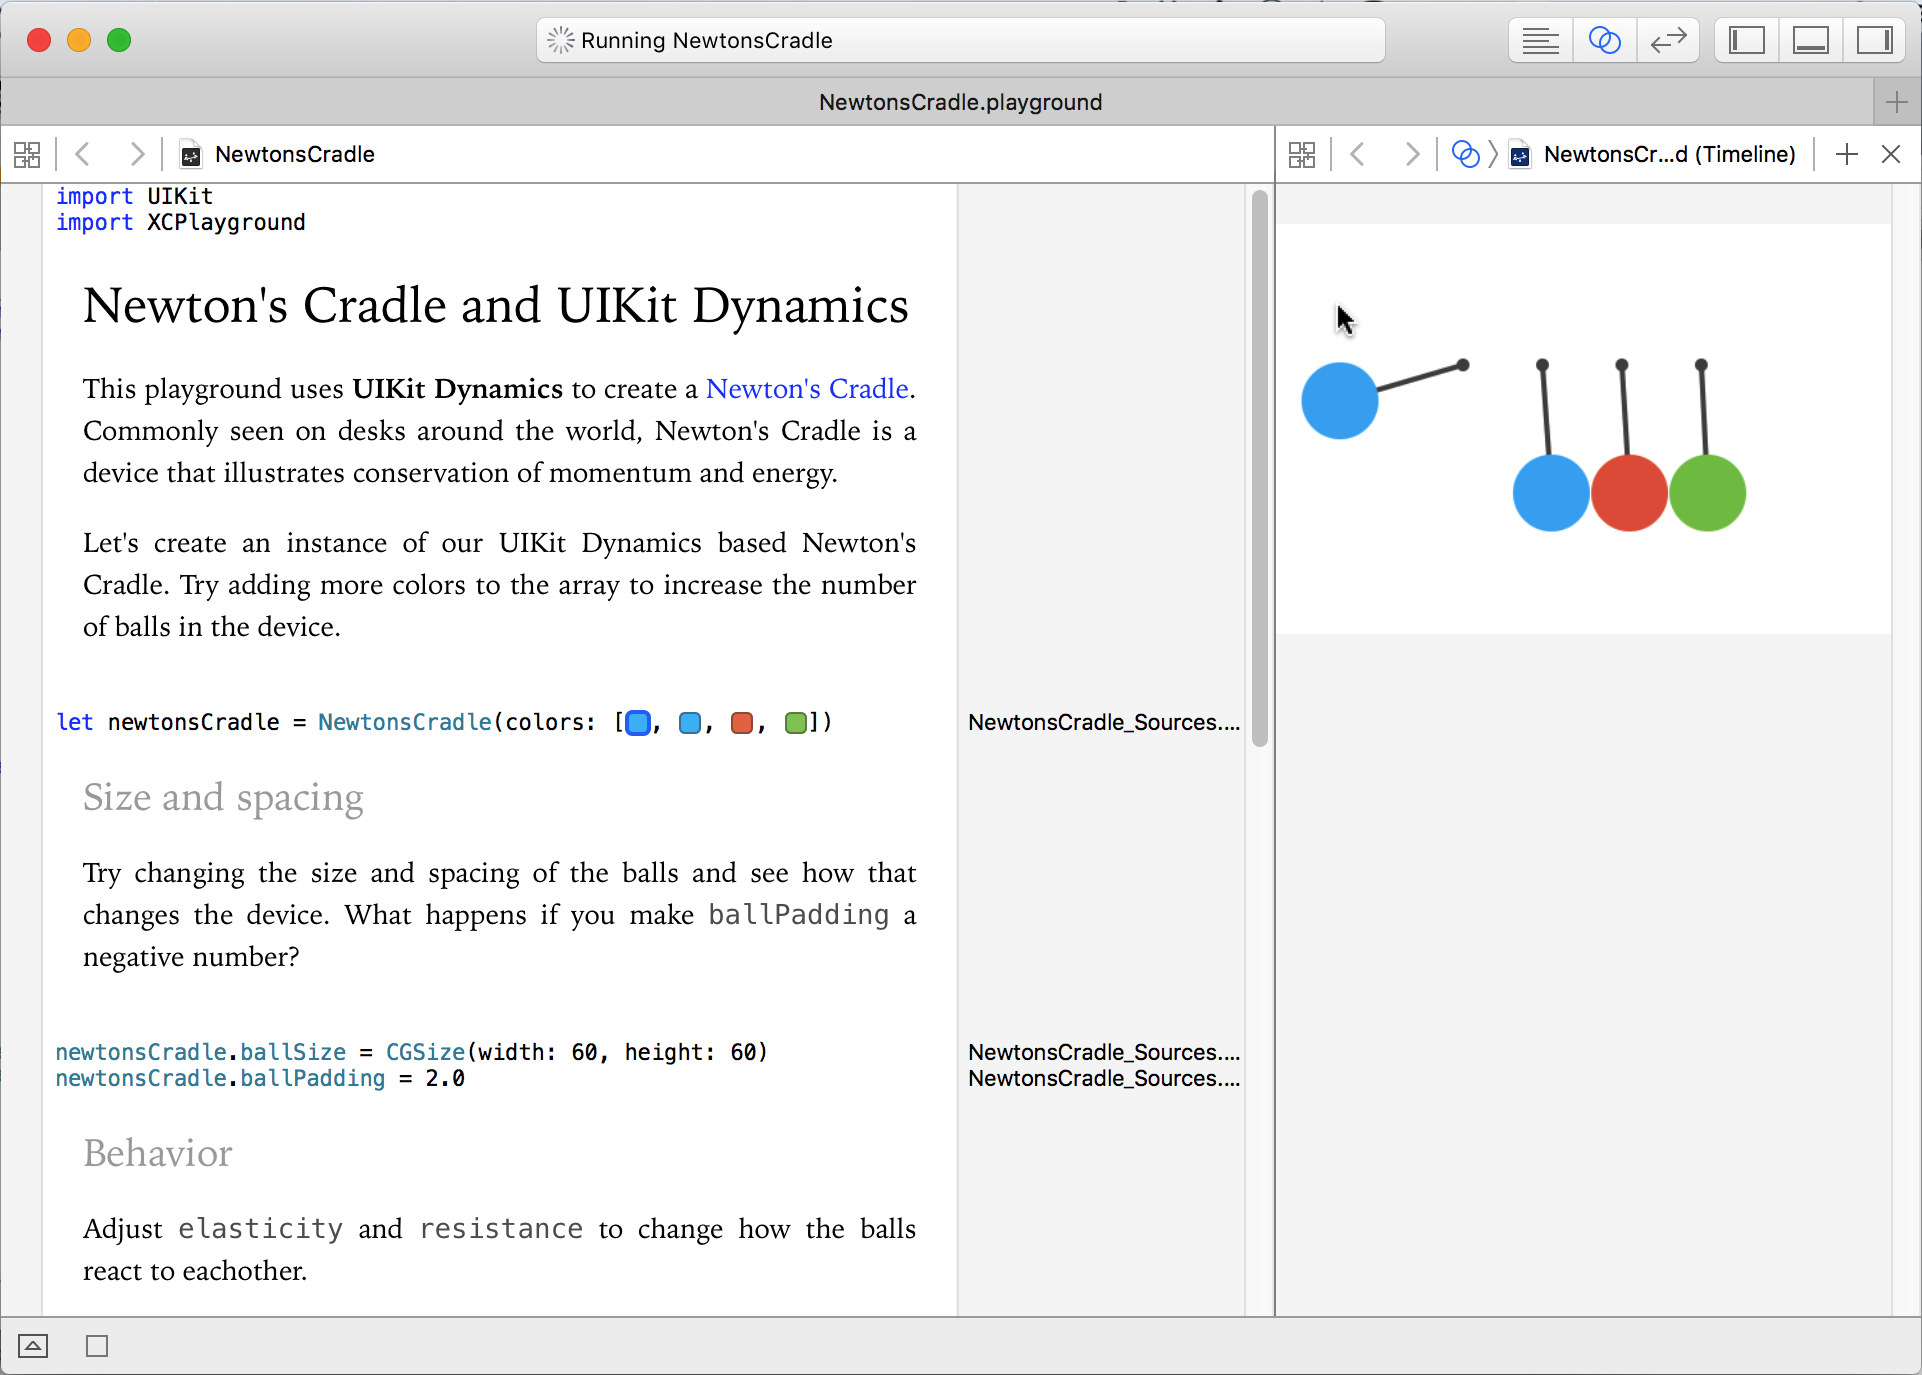 Running NewtonsCradle
NewtonsCradle.playground
NewtonsCradle
NewtonsCr...d (Timeline)
import UIKit
import XCPlayground
Newton's Cradle and UIKit Dynamics
This playground uses UIKit Dynamics to create a Newton's Cradle.
Commonly seen on desks around the world, Newton's Cradle is a
device that illustrates conservation of momentum and energy.
Let's create an instance of our UIKit Dynamics based Newton's
Cradle. Try adding more colors to the array to increase the number
of balls in the device.
let newtonsCradle = NewtonsCradle(colors: [, , , ])
NewtonsCradle_Sources....
Size and spacing
Try changing the size and spacing of the balls and see how that
changes the device. What happens if you make ballPadding a
negative number?
newtonsCradle.ballSize = CGSize(width: 60, height: 60)
NewtonsCradle_Sources....
newtonsCradle.ballPadding = 2.0
NewtonsCradle_Sources....
Behavior
Adjust elasticity and resistance to change how the balls
react to eachother.